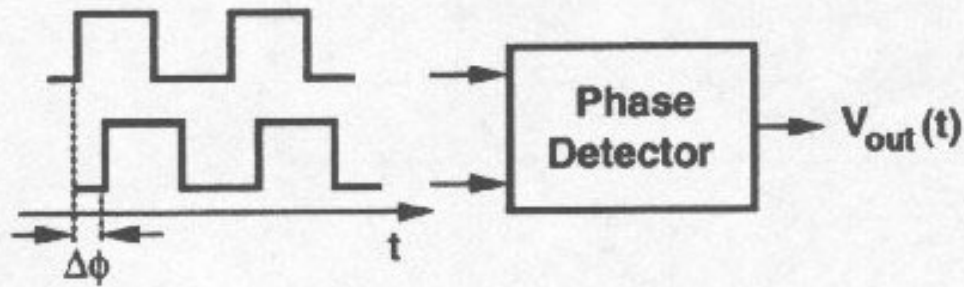 Phase
Detector
V_out(t)
t
Δϕ